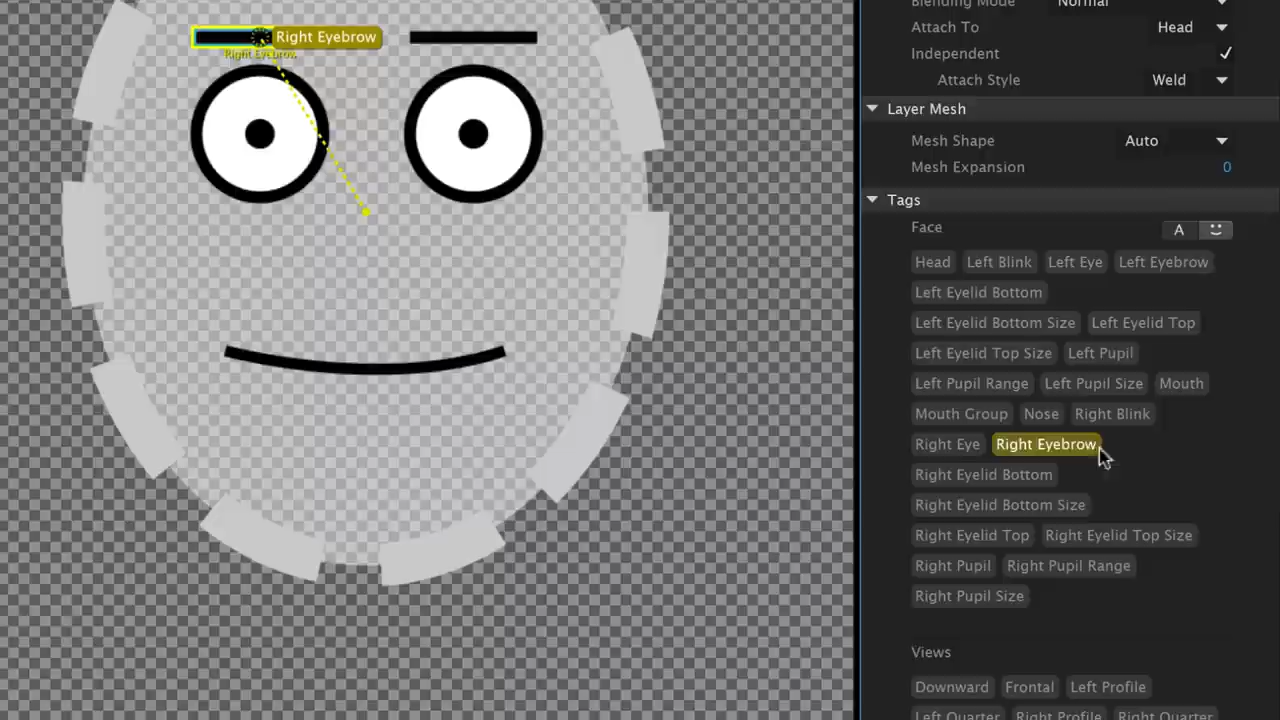 Right Eyebrow
Right Eyebrow
Blending Mode Normal
Attach To Head
Independent
Attach Style Weld
Layer Mesh
Mesh Shape Auto
Mesh Expansion 0
Tags
Face A
Head Left Blink Left Eye Left Eyebrow
Left Eyelid Bottom
Left Eyelid Bottom Size Left Eyelid Top
Left Eyelid Top Size Left Pupil
Left Pupil Range Left Pupil Size Mouth
Mouth Group Nose Right Blink
Right Eye Right Eyebrow
Right Eyelid Bottom
Right Eyelid Bottom Size
Right Eyelid Top Right Eyelid Top Size
Right Pupil Right Pupil Range
Right Pupil Size
Views
Downward Frontal Left Profile
Left Quarter Right Profile Right Quarter